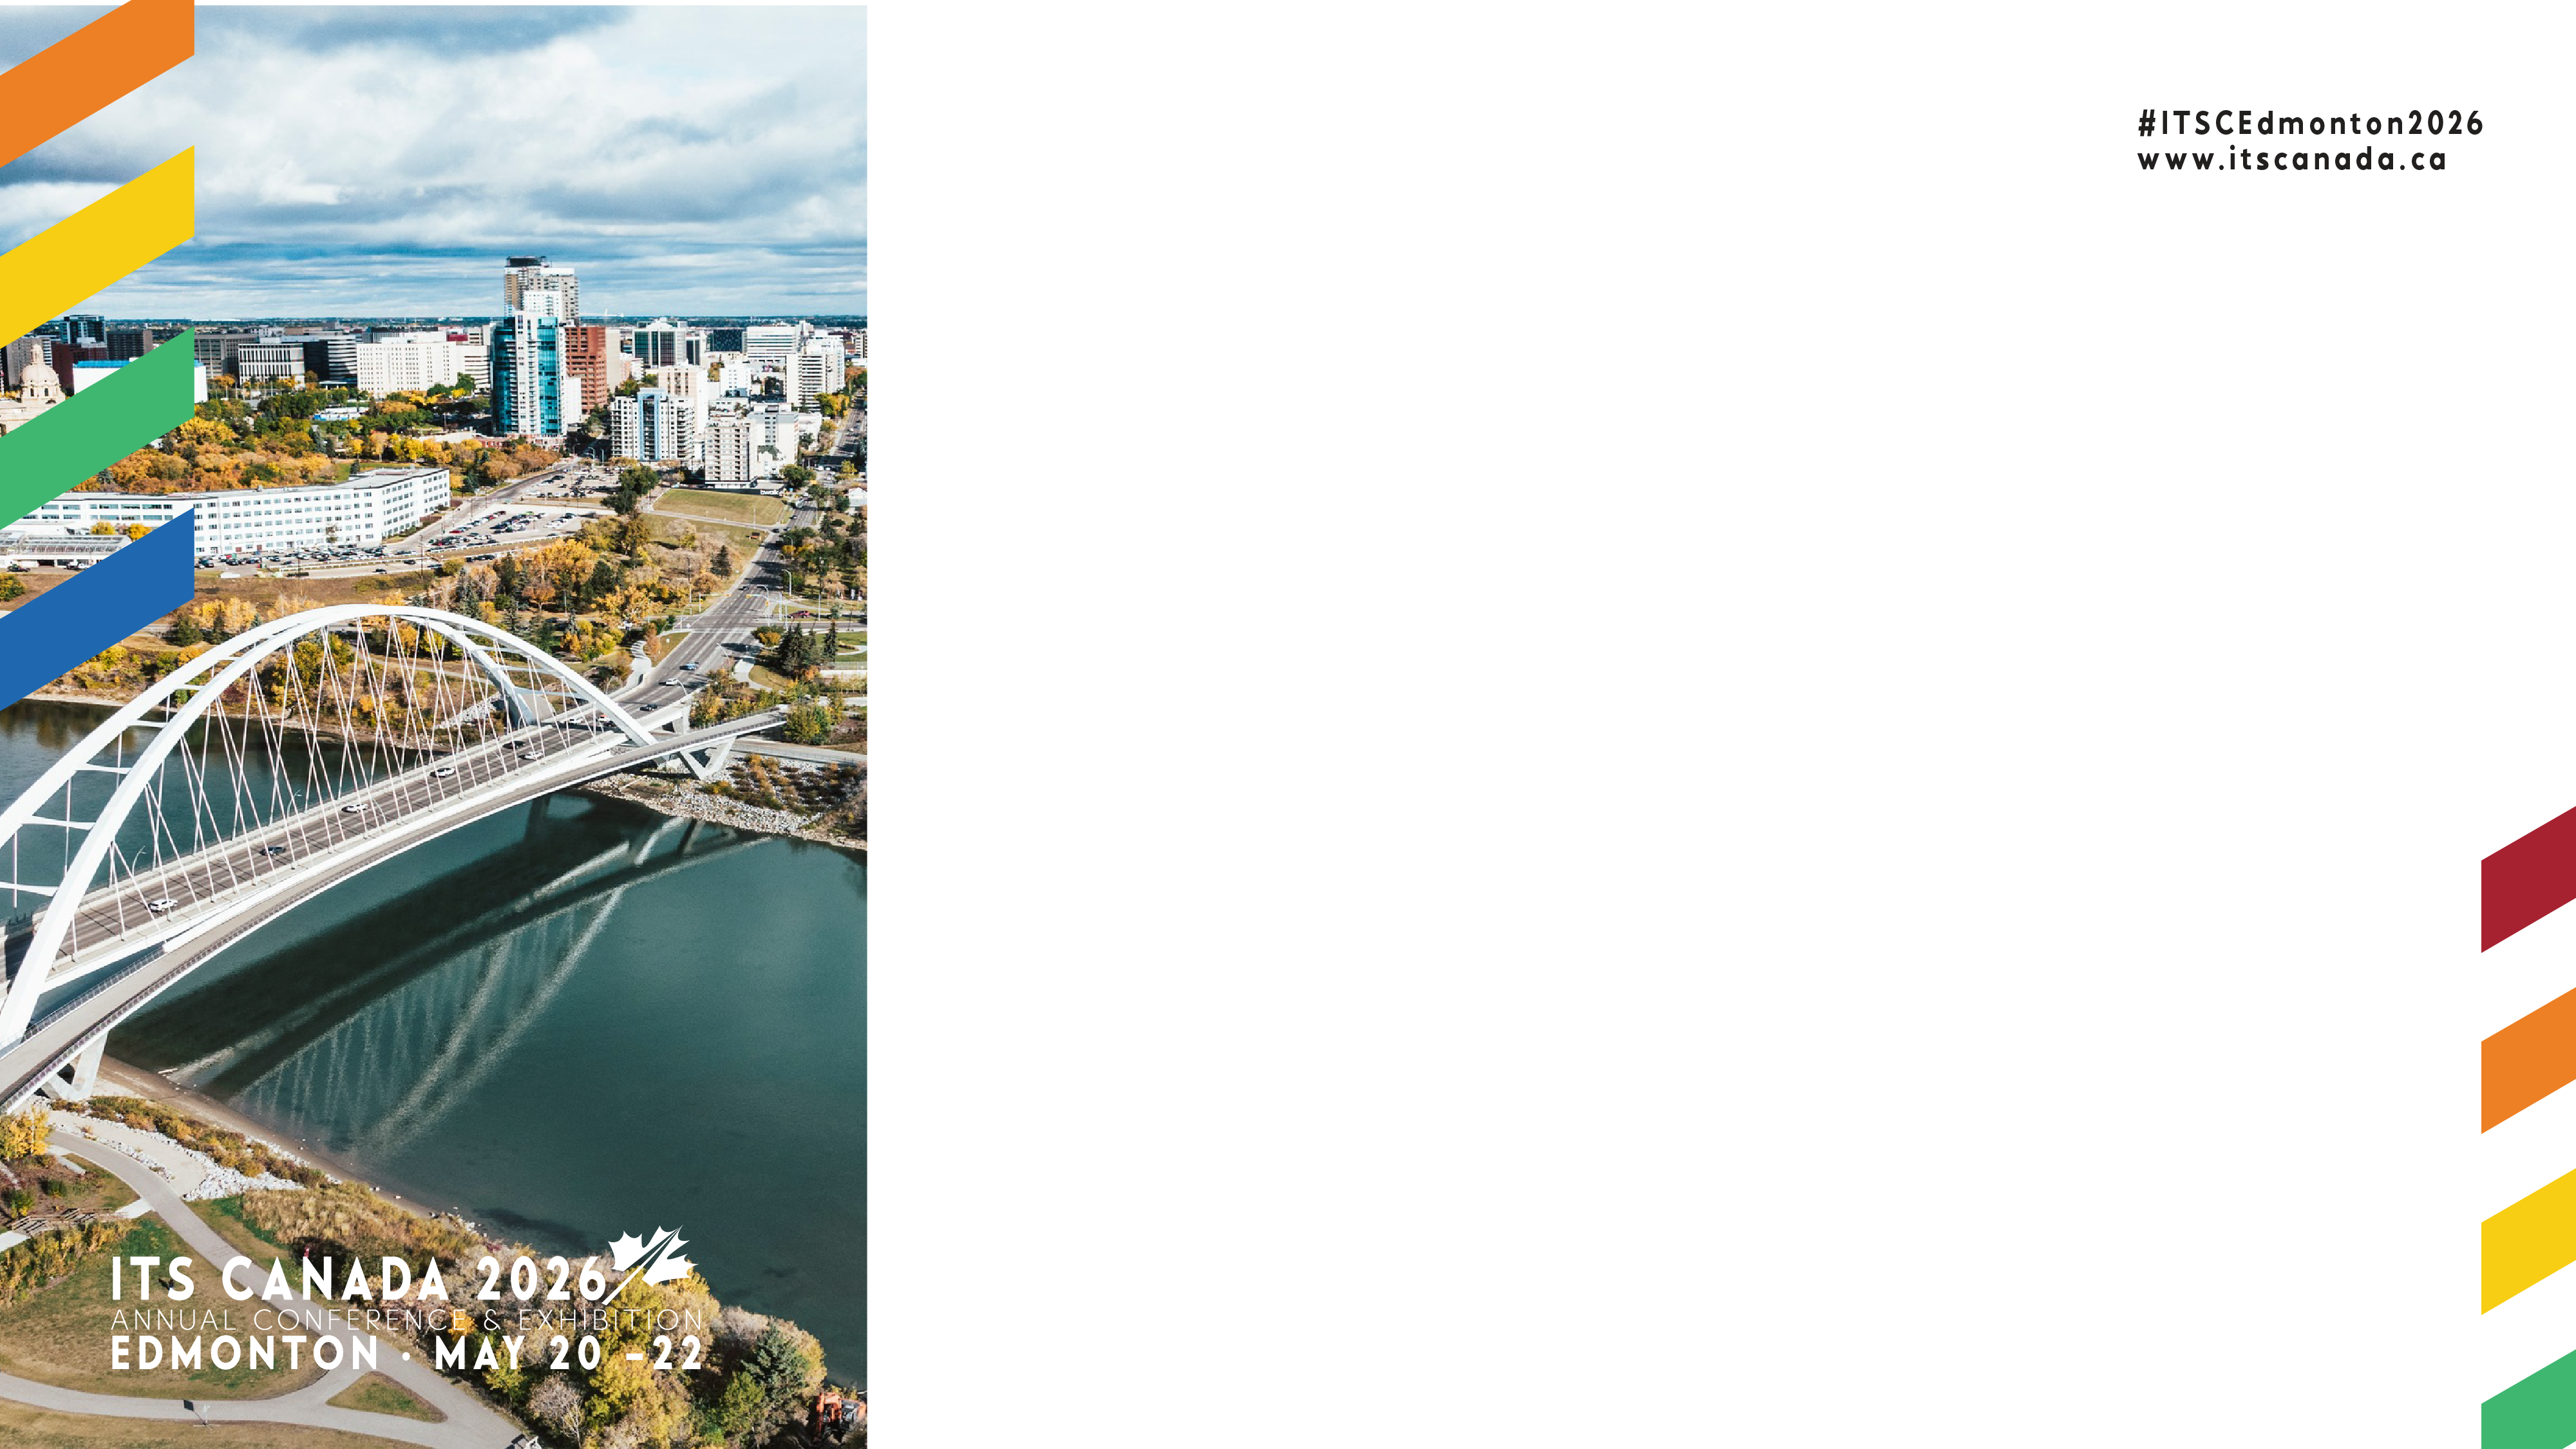 #ITSCEdmonton2026
www.itscanada.ca
ITS CANADA 2026
ANNUAL CONFERENCE & EXHIBITION
EDMONTON · MAY 20 -22